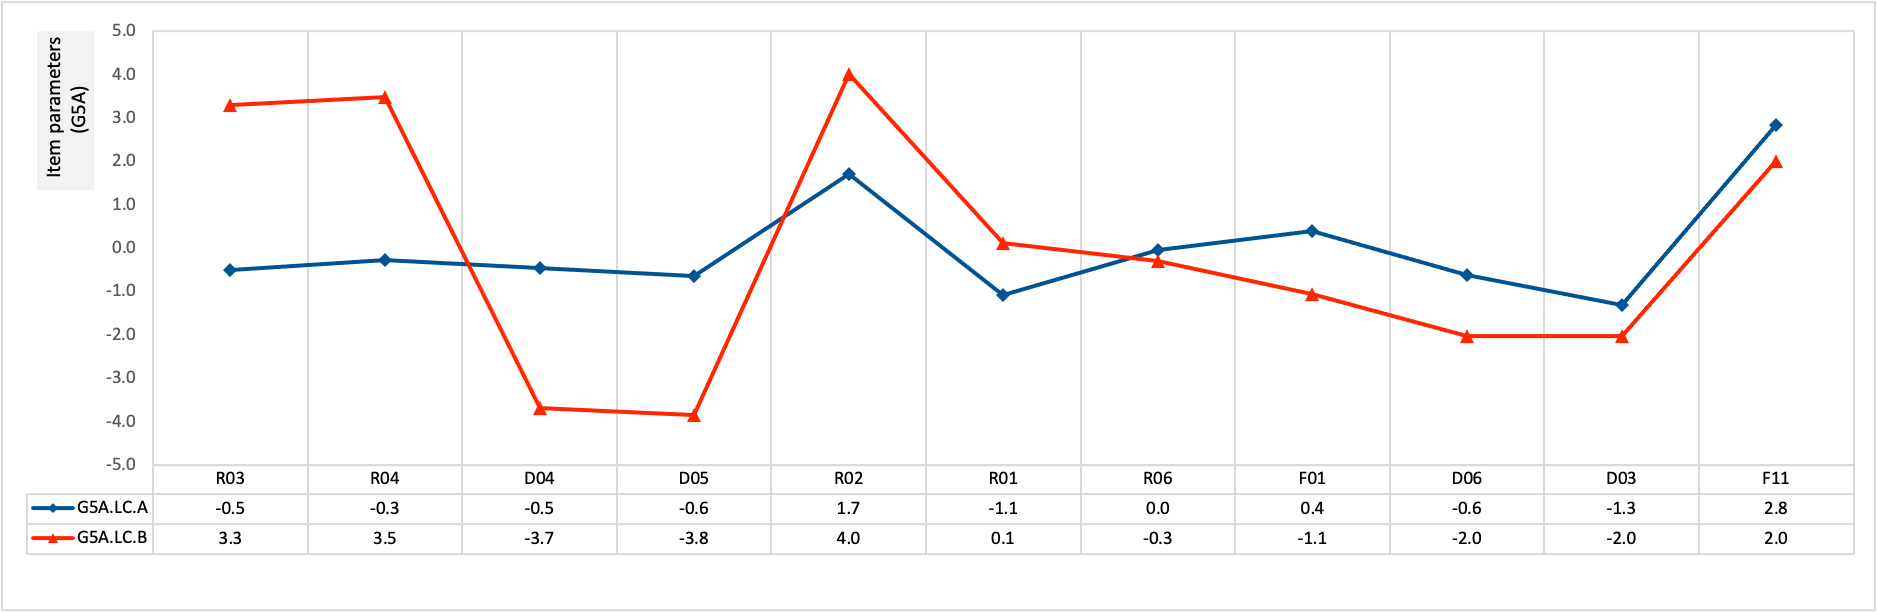 Item parameters
(G5A)
5.0
4.0
3.0
2.0
1.0
0.0
-1.0
-2.0
-3.0
-4.0
-5.0
R03 R04 D04 D05 R02 R01 R06 F01 D06 D03 F11
G5A.LC.A -0.5 -0.3 -0.5 -0.6 1.7 -1.1 0.0 0.4 -0.6 -1.3 2.8
G5A.LC.B 3.3 3.5 -3.7 -3.8 4.0 0.1 -0.3 -1.1 -2.0 -2.0 2.0